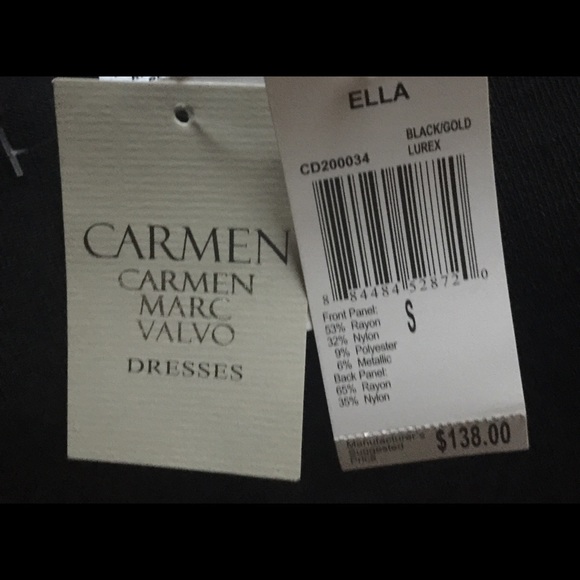 CARMEN
CARMEN
MARC
VALVO
DRESSES
ELLA
BLACK/GOLD
LUREX
CD200034
8 84484 52872 0
S
Front Panel:
53% Rayon
32% Nylon
9% Polyester
6% Metallic
Back Panel:
65% Rayon
35% Nylon
Manufacturer's
Suggested
Price
$138.00